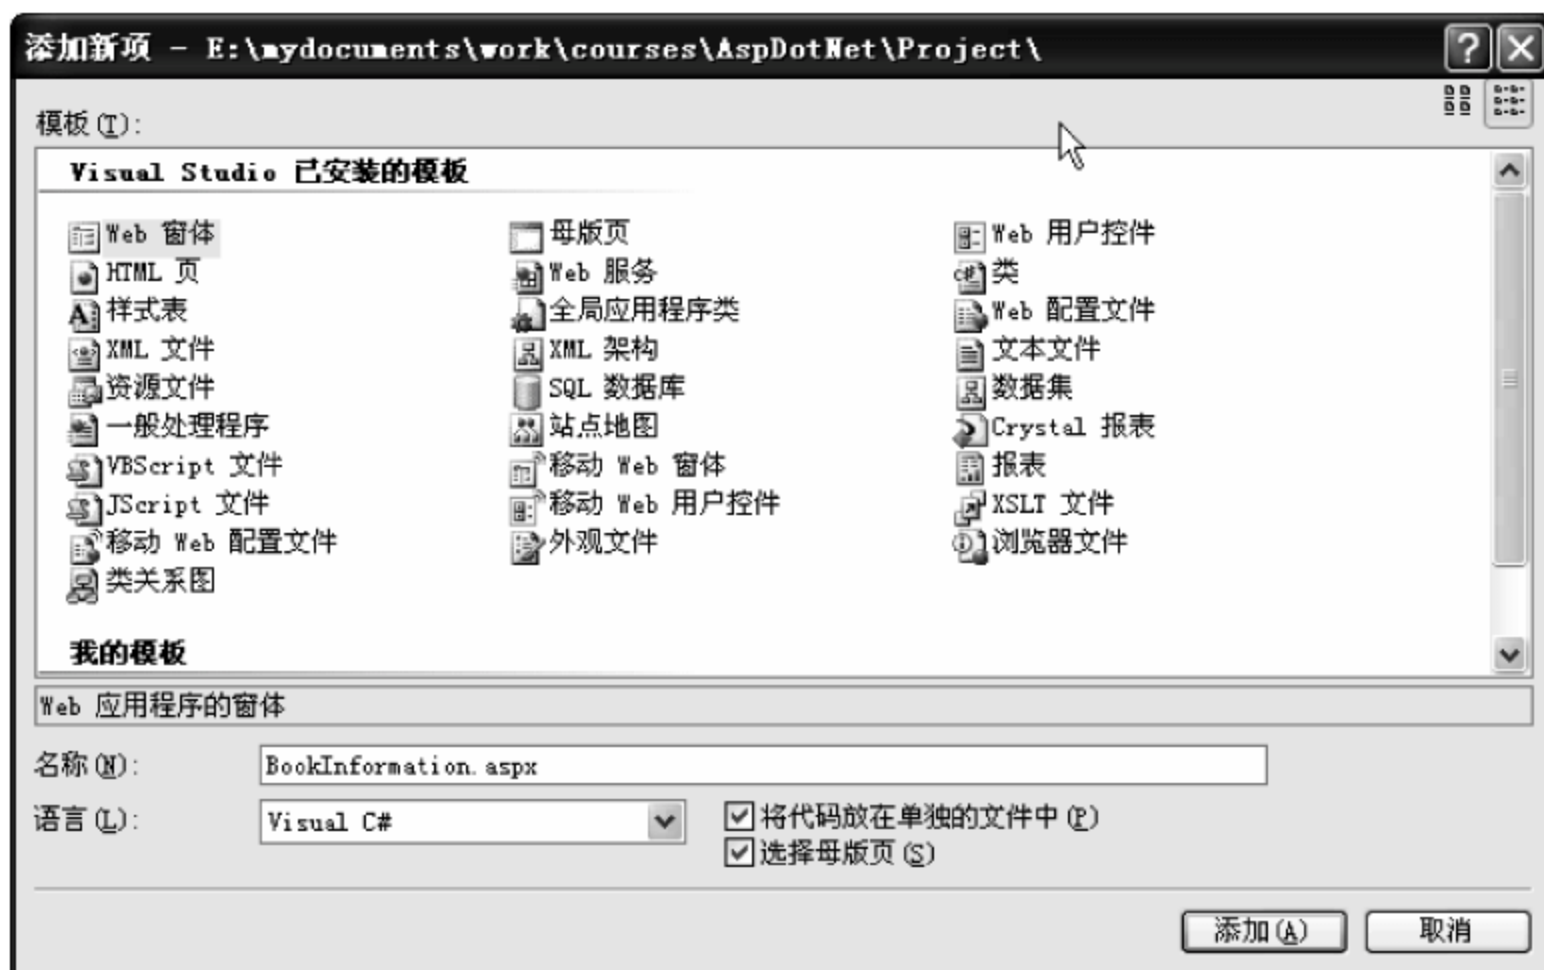 添加新项 - E:\mydocuments\work\courses\AspDotNet\Project\
模板(T):
Visual Studio 已安装的模板
Web 窗体 母版页 Web 用户控件
HTML 页 Web 服务 类
样式表 全局应用程序类 Web 配置文件
XML 文件 XML 架构 文本文件
资源文件 SQL 数据库 数据集
一般处理程序 站点地图 Crystal 报表
VBScript 文件 移动 Web 窗体 报表
JScript 文件 移动 Web 用户控件 XSLT 文件
移动 Web 配置文件 外观文件 浏览器文件
类关系图
我的模板
Web 应用程序的窗体
名称(N): BookInformation.aspx
语言(L): Visual C# 将代码放在单独的文件中(P)
选择母版页(S)
添加(A) 取消